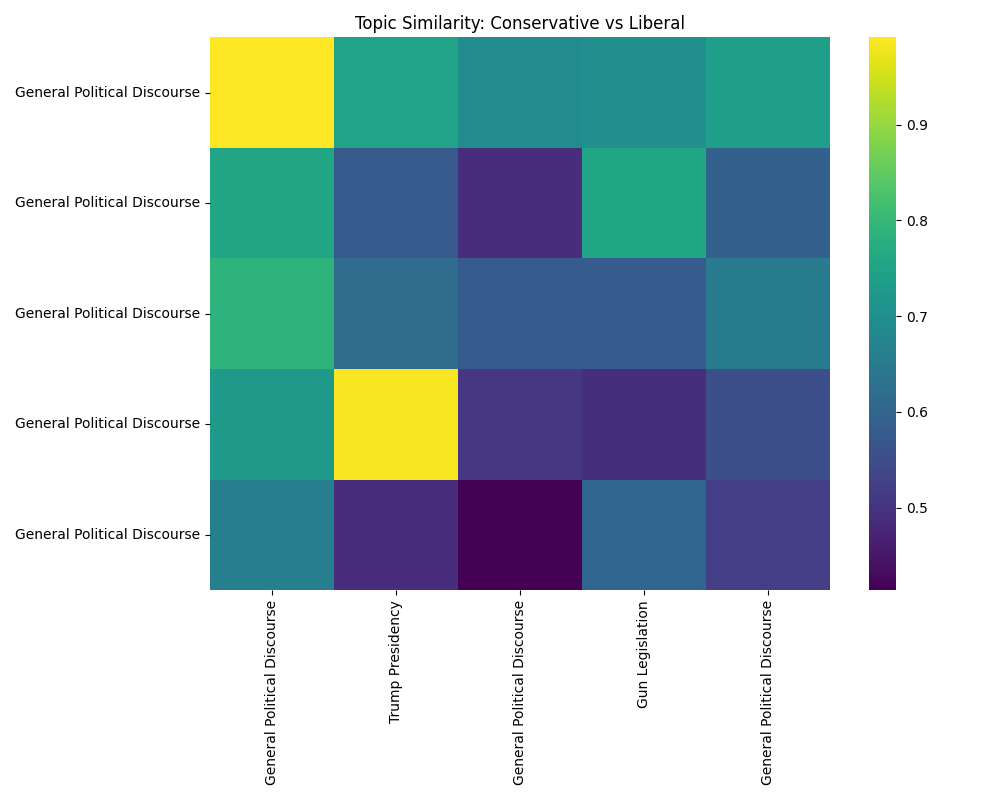 Topic Similarity: Conservative vs Liberal
General Political Discourse
General Political Discourse
General Political Discourse
General Political Discourse
General Political Discourse
General Political Discourse
Trump Presidency
General Political Discourse
Gun Legislation
General Political Discourse
0.9
0.8
0.7
0.6
0.5